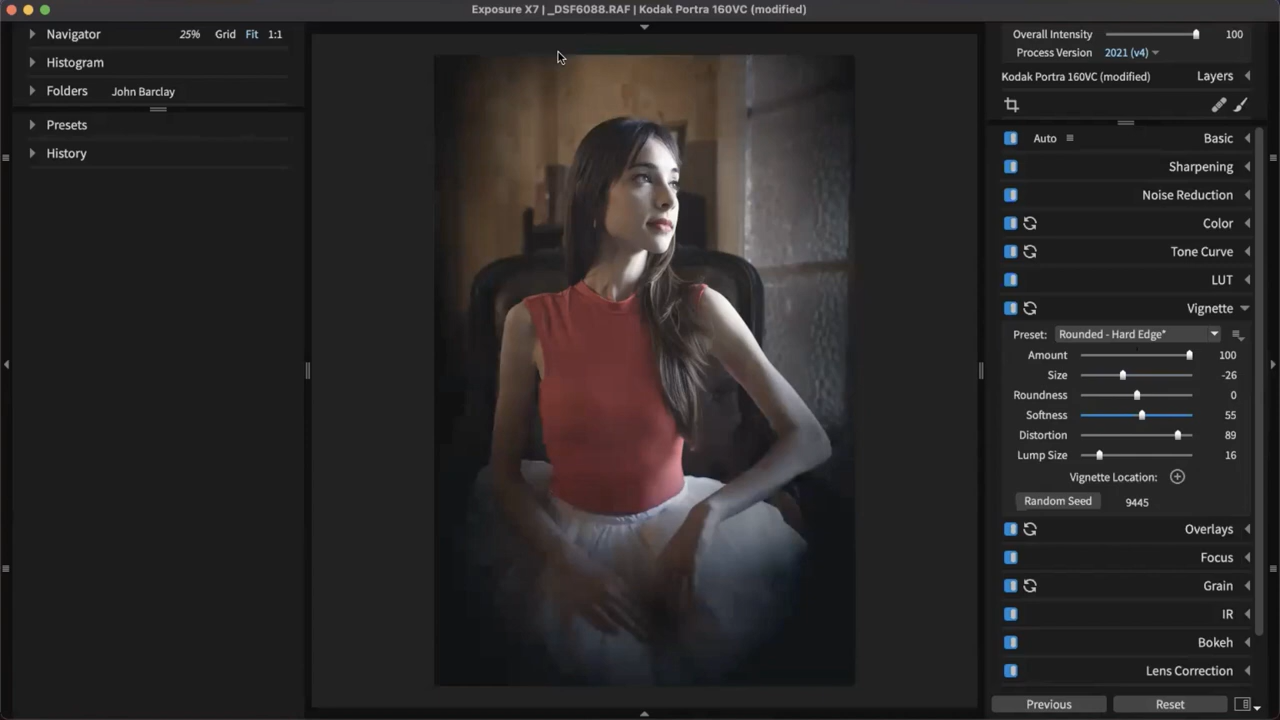 Exposure X7 | _DSF6088.RAF | Kodak Portra 160VC (modified)
Navigator 25% Grid Fit 1:1
Histogram
Folders John Barclay
Presets
History
Overall Intensity 100
Process Version 2021 (v4)
Kodak Portra 160VC (modified) Layers
Auto Basic
Sharpening
Noise Reduction
Color
Tone Curve
LUT
Vignette
Preset: Rounded - Hard Edge*
Amount 100
Size -26
Roundness 0
Softness 55
Distortion 89
Lump Size 16
Vignette Location:
Random Seed 9445
Overlays
Focus
Grain
IR
Bokeh
Lens Correction
Previous Reset